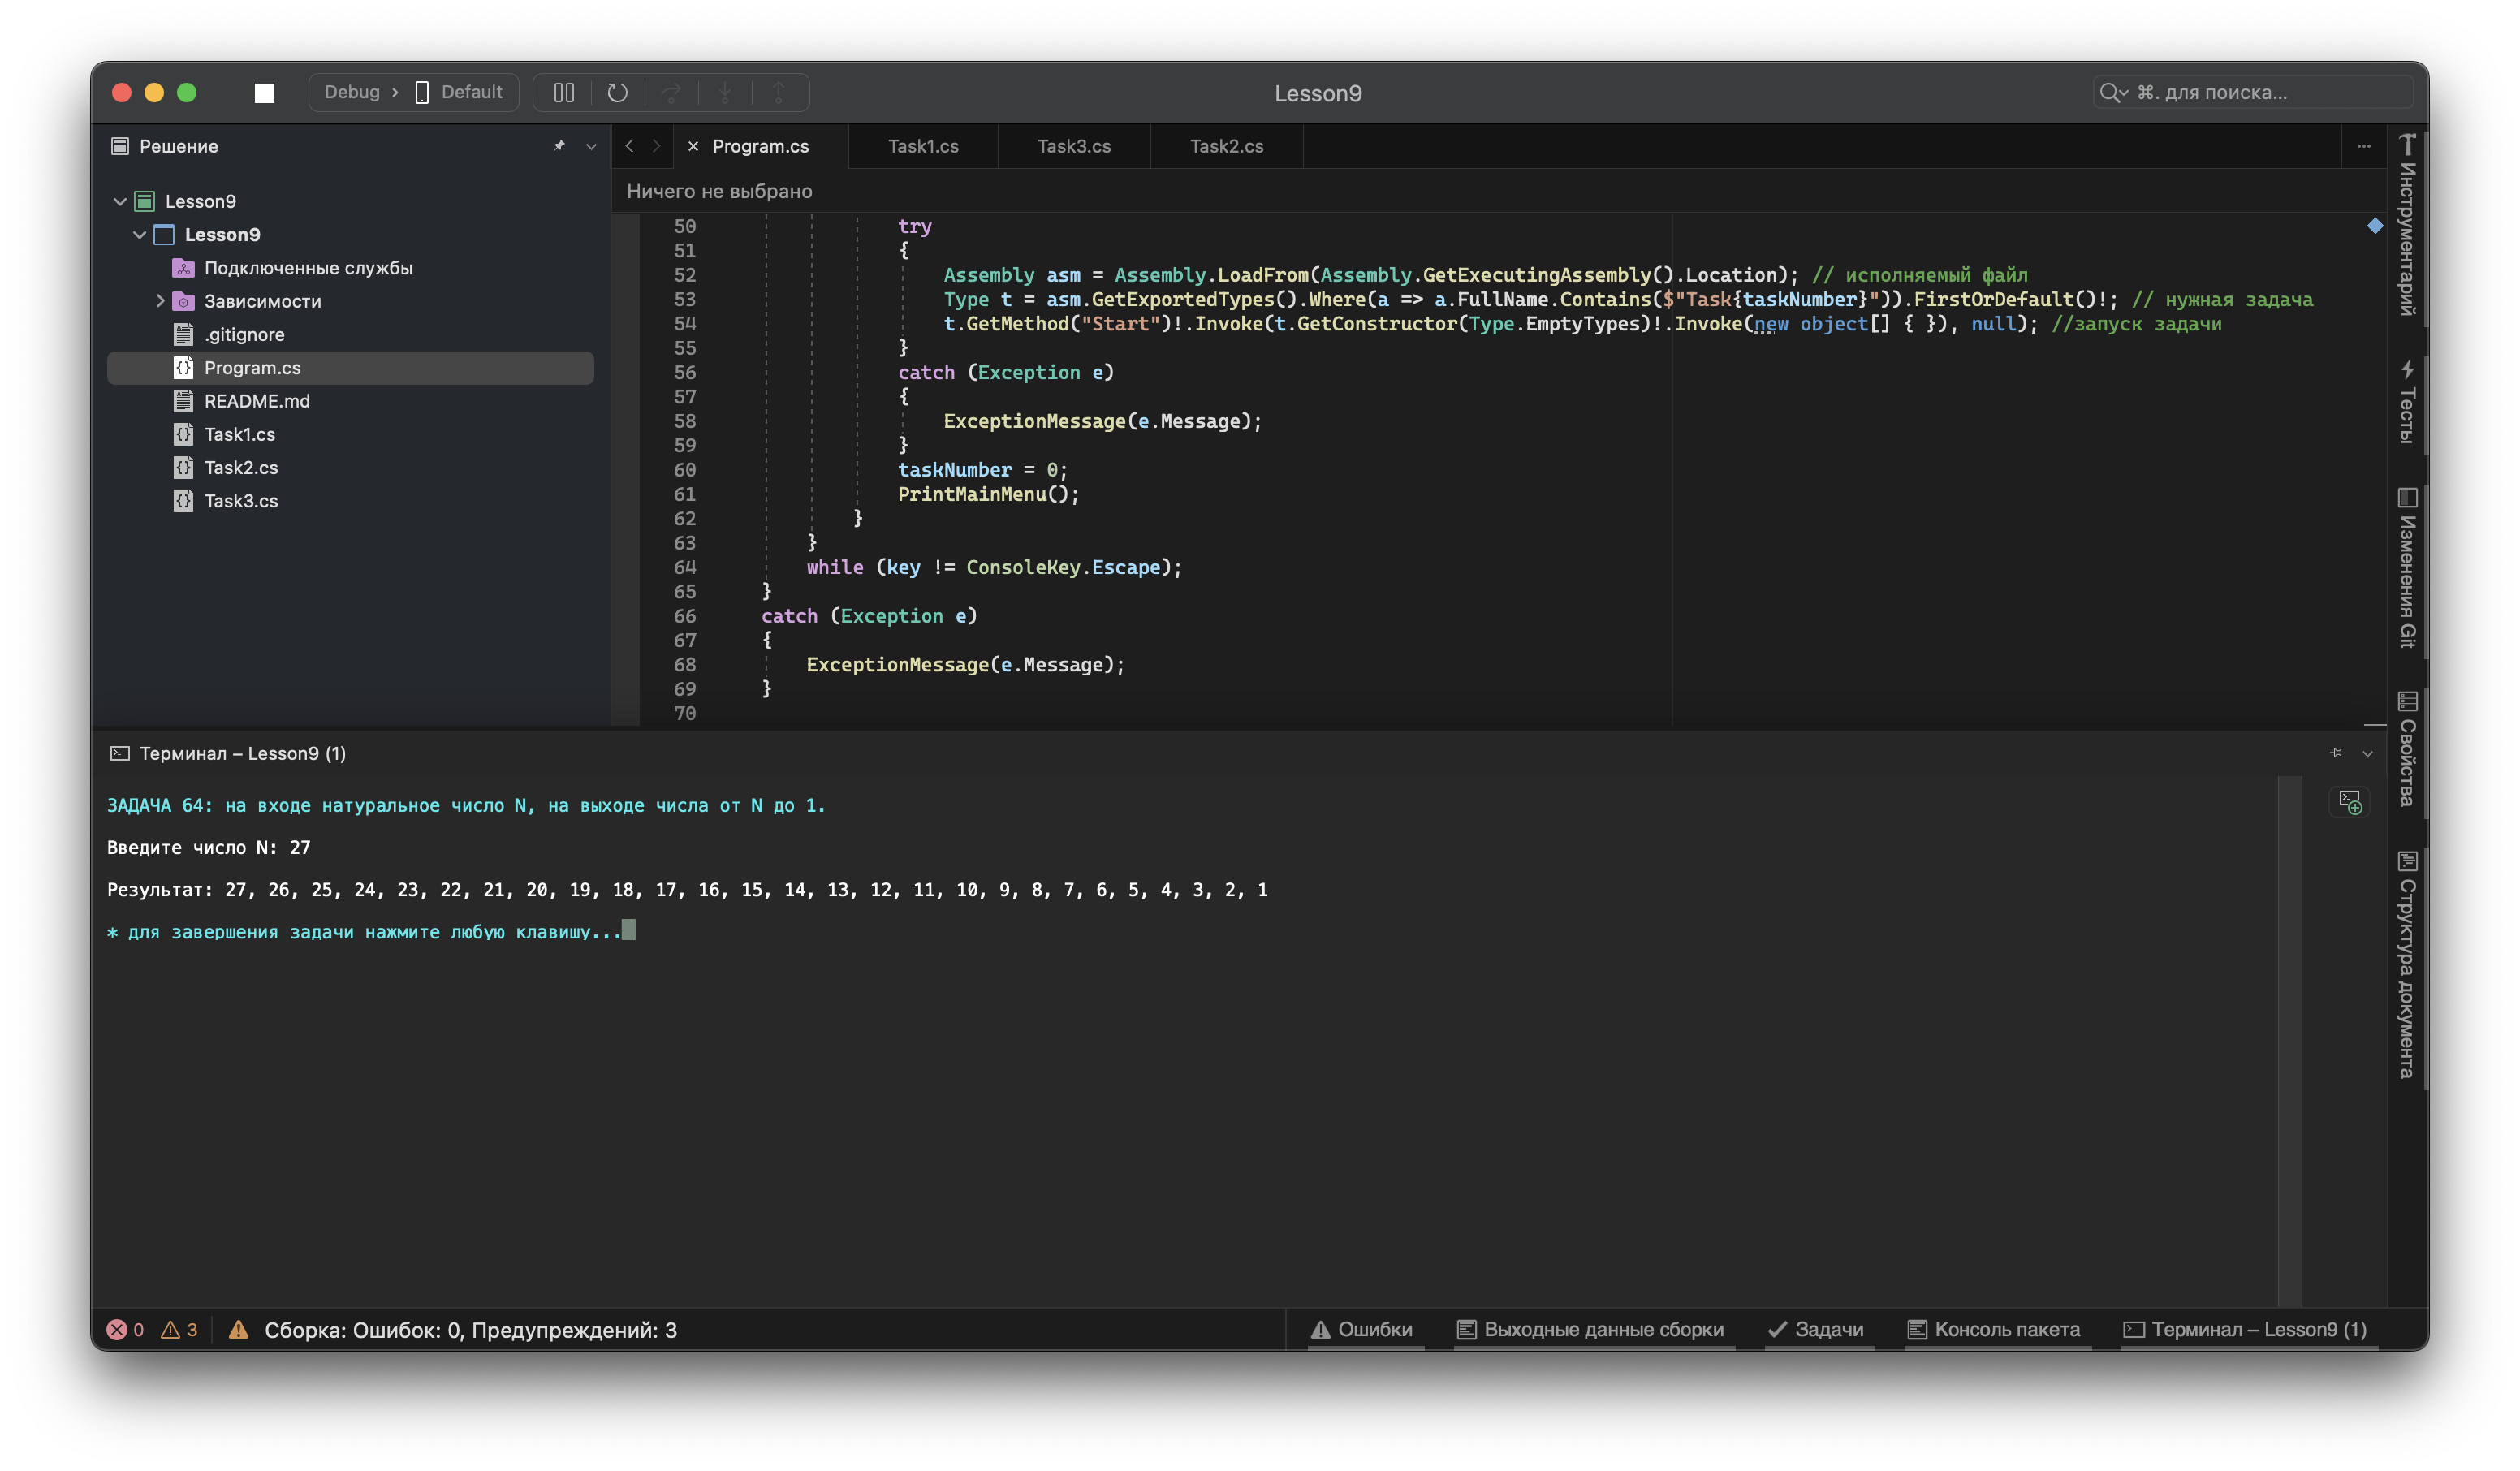 Debug › Default
Lesson9
⌘. для поиска...
Решение
Lesson9
Lesson9
Подключенные службы
Зависимости
.gitignore
Program.cs
README.md
Task1.cs
Task2.cs
Task3.cs
Program.cs Task1.cs Task3.cs Task2.cs
Ничего не выбрано
50 try
51 {
52 Assembly asm = Assembly.LoadFrom(Assembly.GetExecutingAssembly().Location); // исполняемый файл
53 Type t = asm.GetExportedTypes().Where(a => a.FullName.Contains($"Task{taskNumber}")).FirstOrDefault()!; // нужная задача
54 t.GetMethod("Start")!.Invoke(t.GetConstructor(Type.EmptyTypes)!.Invoke(new object[] { }), null); //запуск задачи
55 }
56 catch (Exception e)
57 {
58 ExceptionMessage(e.Message);
59 }
60 taskNumber = 0;
61 PrintMainMenu();
62 }
63 }
64 while (key != ConsoleKey.Escape);
65 }
66 catch (Exception e)
67 {
68 ExceptionMessage(e.Message);
69 }
70
Инструментарий
Тесты
Изменения Git
Свойства
Структура документа
Терминал – Lesson9 (1)
ЗАДАЧА 64: на входе натуральное число N, на выходе числа от N до 1.
Введите число N: 27
Результат: 27, 26, 25, 24, 23, 22, 21, 20, 19, 18, 17, 16, 15, 14, 13, 12, 11, 10, 9, 8, 7, 6, 5, 4, 3, 2, 1
* для завершения задачи нажмите любую клавишу...
0 3 Сборка: Ошибок: 0, Предупреждений: 3
Ошибки Выходные данные сборки Задачи Консоль пакета Терминал – Lesson9 (1)